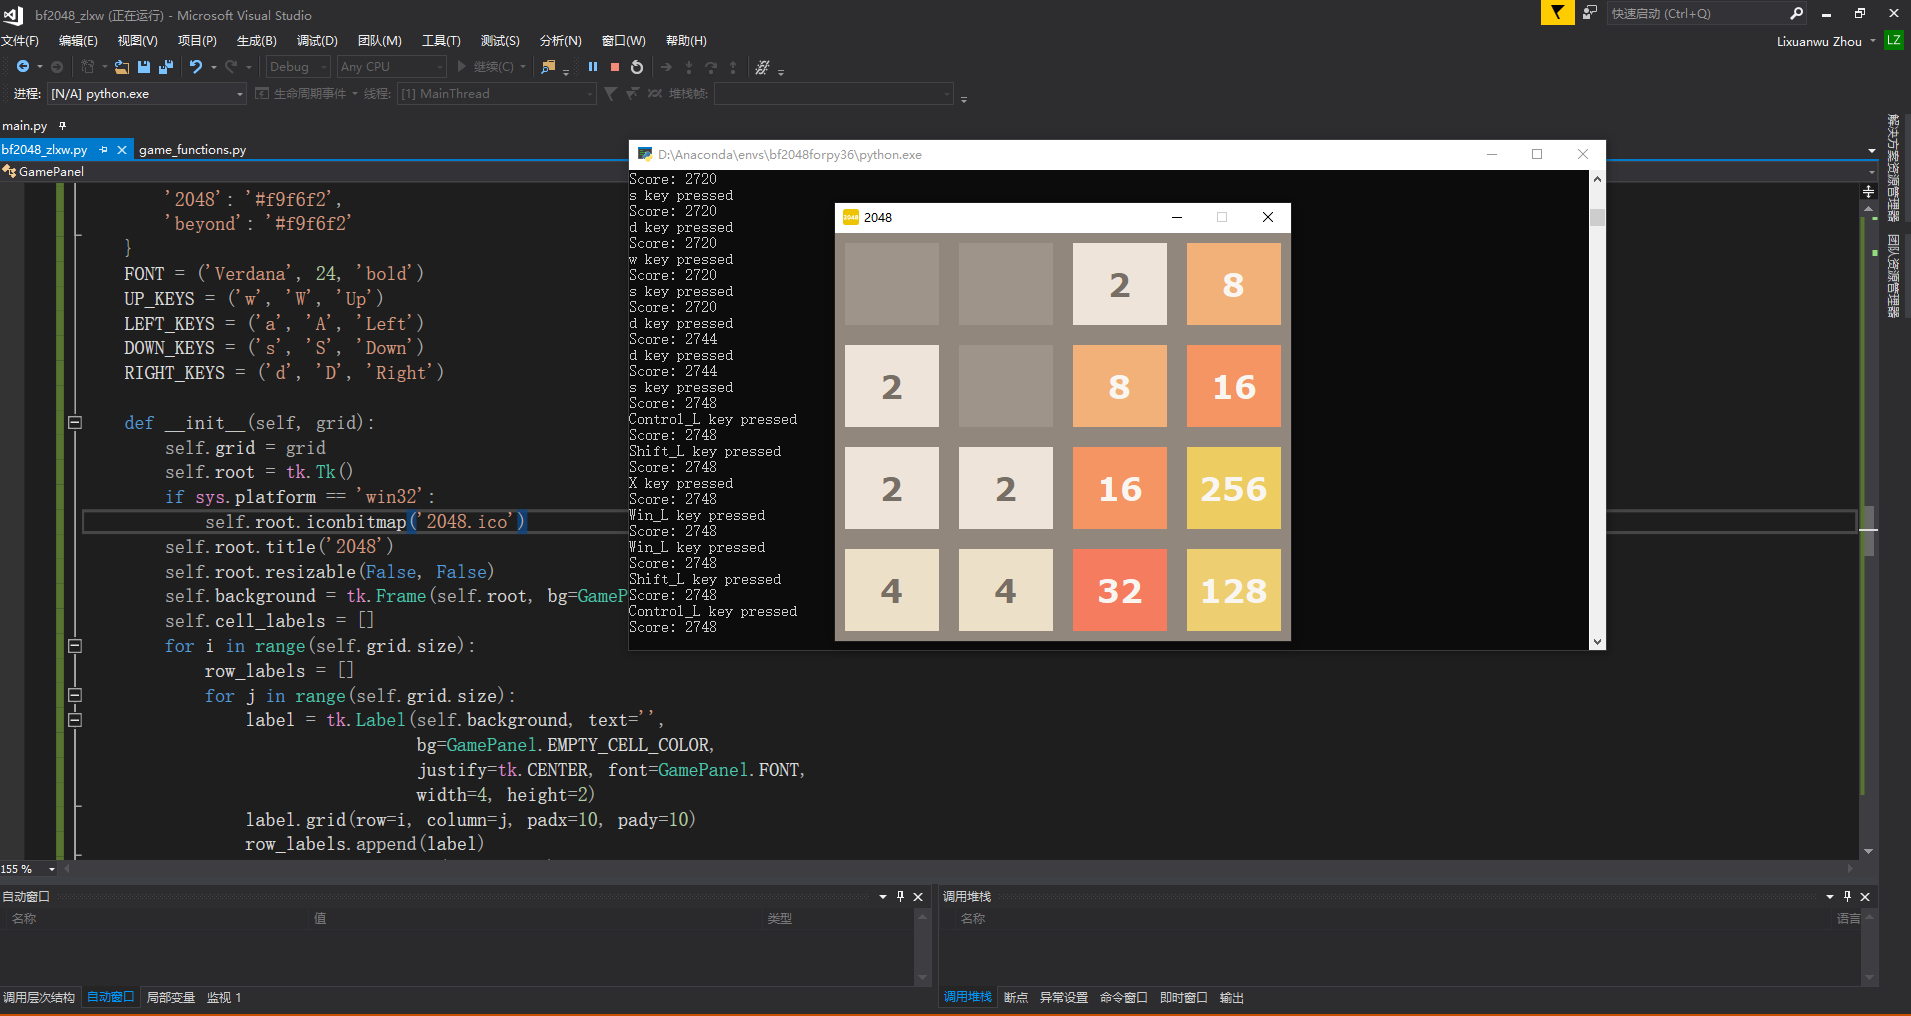 bf2048_zlxw (正在运行) - Microsoft Visual Studio
快速启动 (Ctrl+Q)
文件(F) 编辑(E) 视图(V) 项目(P) 生成(B) 调试(D) 团队(M) 工具(T) 测试(S) 分析(N) 窗口(W) 帮助(H)
Lixuanwu Zhou LZ
Debug Any CPU 继续(C)
进程: [N/A] python.exe 生命周期事件 线程: [1] MainThread 堆栈帧:
main.py
bf2048_zlxw.py game_functions.py
GamePanel
'2048': '#f9f6f2',
'beyond': '#f9f6f2'
}
FONT = ('Verdana', 24, 'bold')
UP_KEYS = ('w', 'W', 'Up')
LEFT_KEYS = ('a', 'A', 'Left')
DOWN_KEYS = ('s', 'S', 'Down')
RIGHT_KEYS = ('d', 'D', 'Right')
def __init__(self, grid):
self.grid = grid
self.root = tk.Tk()
if sys.platform == 'win32':
self.root.iconbitmap('2048.ico')
self.root.title('2048')
self.root.resizable(False, False)
self.background = tk.Frame(self.root, bg=GameP
self.cell_labels = []
for i in range(self.grid.size):
row_labels = []
for j in range(self.grid.size):
label = tk.Label(self.background, text='',
bg=GamePanel.EMPTY_CELL_COLOR,
justify=tk.CENTER, font=GamePanel.FONT,
width=4, height=2)
label.grid(row=i, column=j, padx=10, pady=10)
row_labels.append(label)
155 %
D:\Anaconda\envs\bf2048forpy36\python.exe
Score: 2720
s key pressed
Score: 2720
d key pressed
Score: 2720
w key pressed
Score: 2720
s key pressed
Score: 2720
d key pressed
Score: 2744
d key pressed
Score: 2744
s key pressed
Score: 2748
Control_L key pressed
Score: 2748
Shift_L key pressed
Score: 2748
X key pressed
Score: 2748
Win_L key pressed
Score: 2748
Win_L key pressed
Score: 2748
Shift_L key pressed
Score: 2748
Control_L key pressed
Score: 2748
2048 2048
2 8
2 8 16
2 2 16 256
4 4 32 128
解决方案资源管理器
团队资源管理器
自动窗口
名称 值 类型
调用层次结构 自动窗口 局部变量 监视 1
调用堆栈
名称 语言
调用堆栈 断点 异常设置 命令窗口 即时窗口 输出